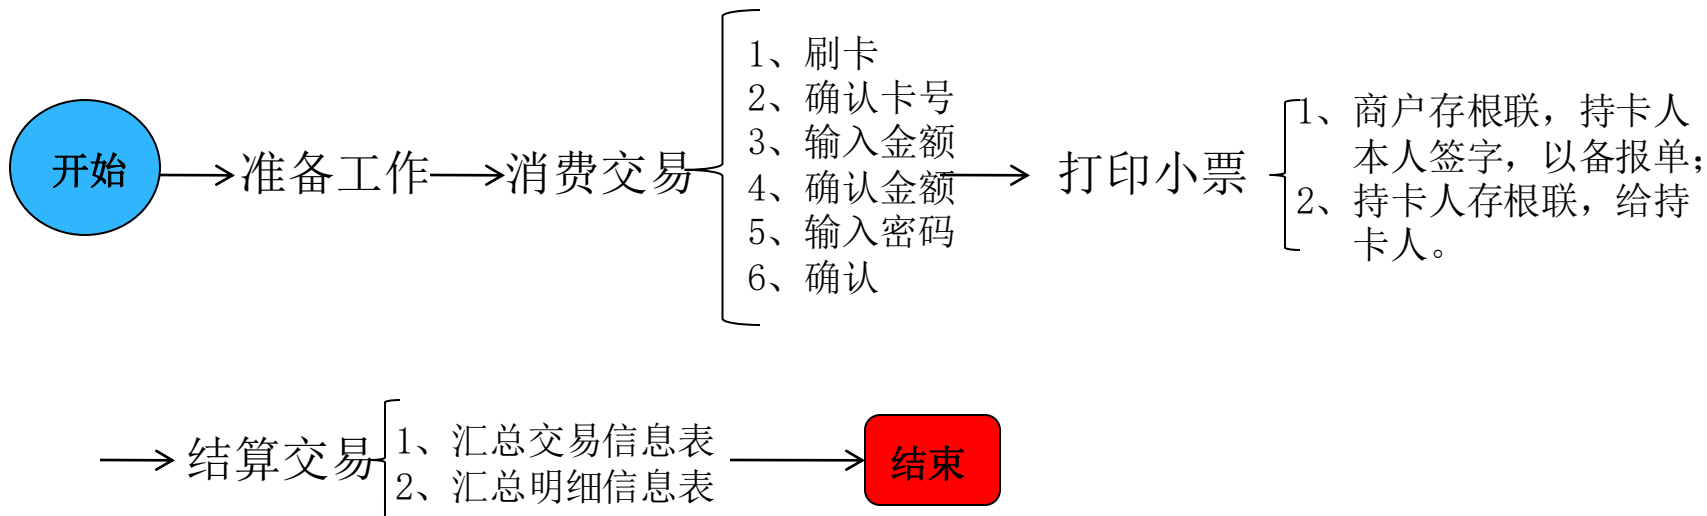 开始
准备工作
消费交易
1、刷卡
2、确认卡号
3、输入金额
4、确认金额
5、输入密码
6、确认
打印小票
1、商户存根联，持卡人
本人签字，以备报单；
2、持卡人存根联，给持
卡人。
结算交易
1、汇总交易信息表
2、汇总明细信息表
结束